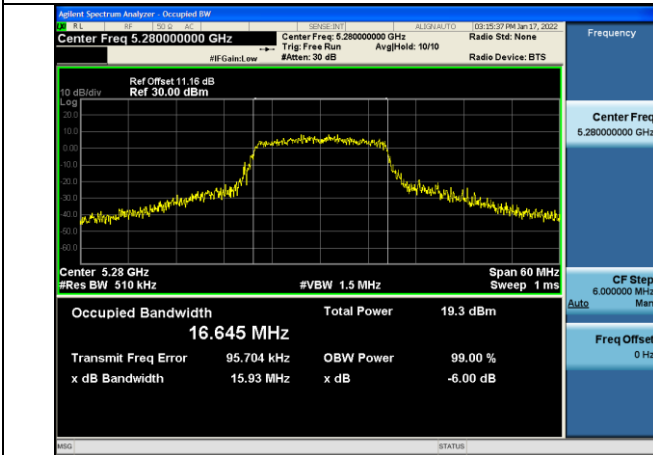 Agilent Spectrum Analyzer - Occupied BW
RL RF 50 Ω AC SENSE:INT ALIGNAUTO 03:15:37 PM Jan 17, 2022
Center Freq 5.280000000 GHz Center Freq: 5.280000000 GHz Radio Std: None
Trig: Free Run Avg|Hold: 10/10
#IFGain:Low #Atten: 30 dB Radio Device: BTS
Ref Offset 11.16 dB
10 dB/div Ref 30.00 dBm
Log
20.0
10.0
0.00
-10.0
-20.0
-30.0
-40.0
-50.0
-60.0
Center 5.28 GHz Span 60 MHz
#Res BW 510 kHz #VBW 1.5 MHz Sweep 1 ms
Occupied Bandwidth Total Power 19.3 dBm
16.645 MHz
Transmit Freq Error 95.704 kHz OBW Power 99.00 %
x dB Bandwidth 15.93 MHz x dB -6.00 dB
MSG STATUS
Frequency
Center Freq
5.280000000 GHz
CF Step
6.000000 MHz
Auto Man
Freq Offset
0 Hz